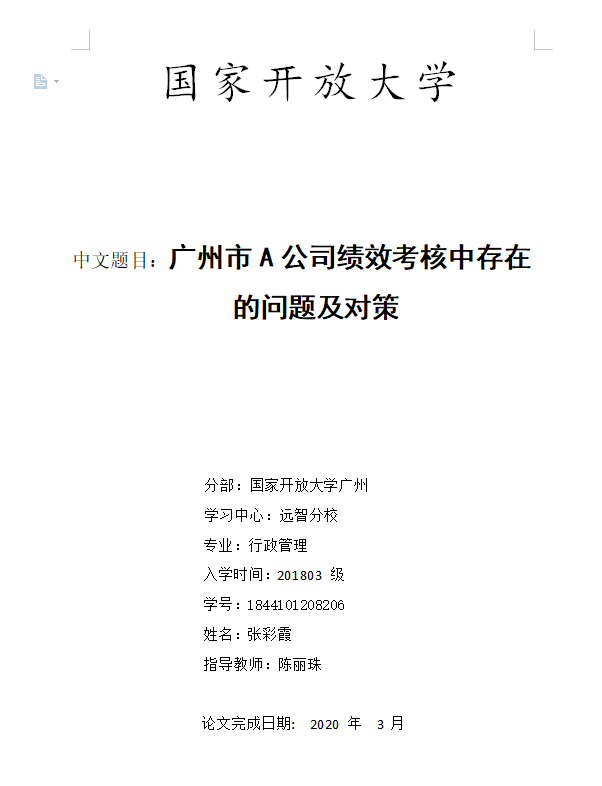 国家开放大学
中文题目：广州市 A 公司绩效考核中存在
的问题及对策
分部：国家开放大学广州
学习中心：远智分校
专业：行政管理
入学时间：201803 级
学号：1844101208206
姓名：张彩霞
指导教师：陈丽珠
论文完成日期: 2020 年 3 月